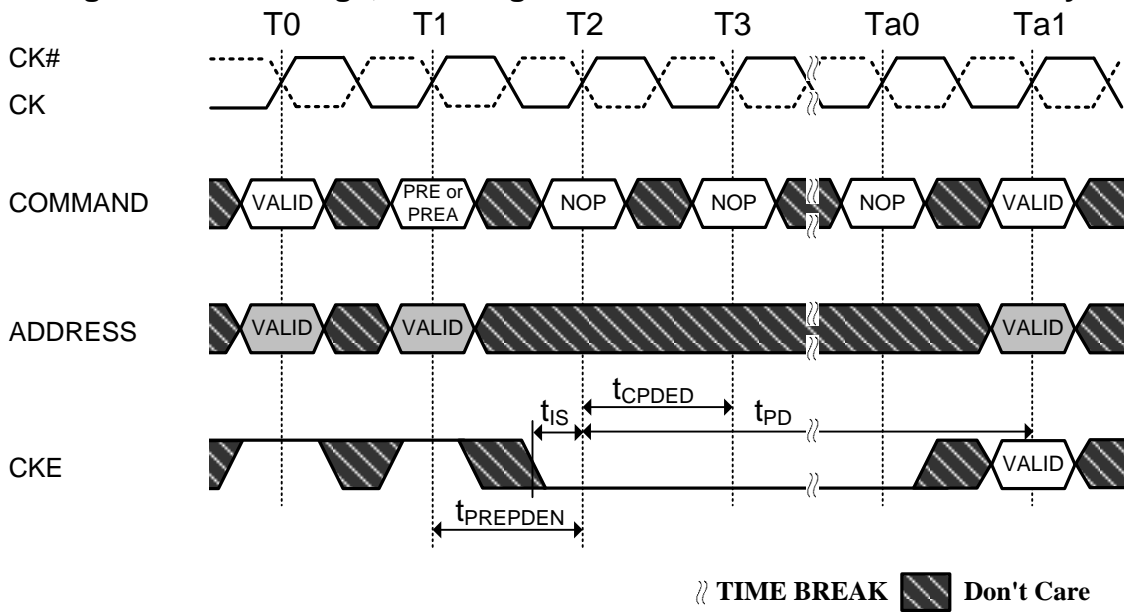 T0 T1 T2 T3 Ta0 Ta1
CK#
CK
COMMAND VALID PRE or PREA NOP NOP NOP VALID
ADDRESS VALID VALID VALID
tIS tCPDED tPD
CKE VALID
tPREPDEN
TIME BREAK Don't Care